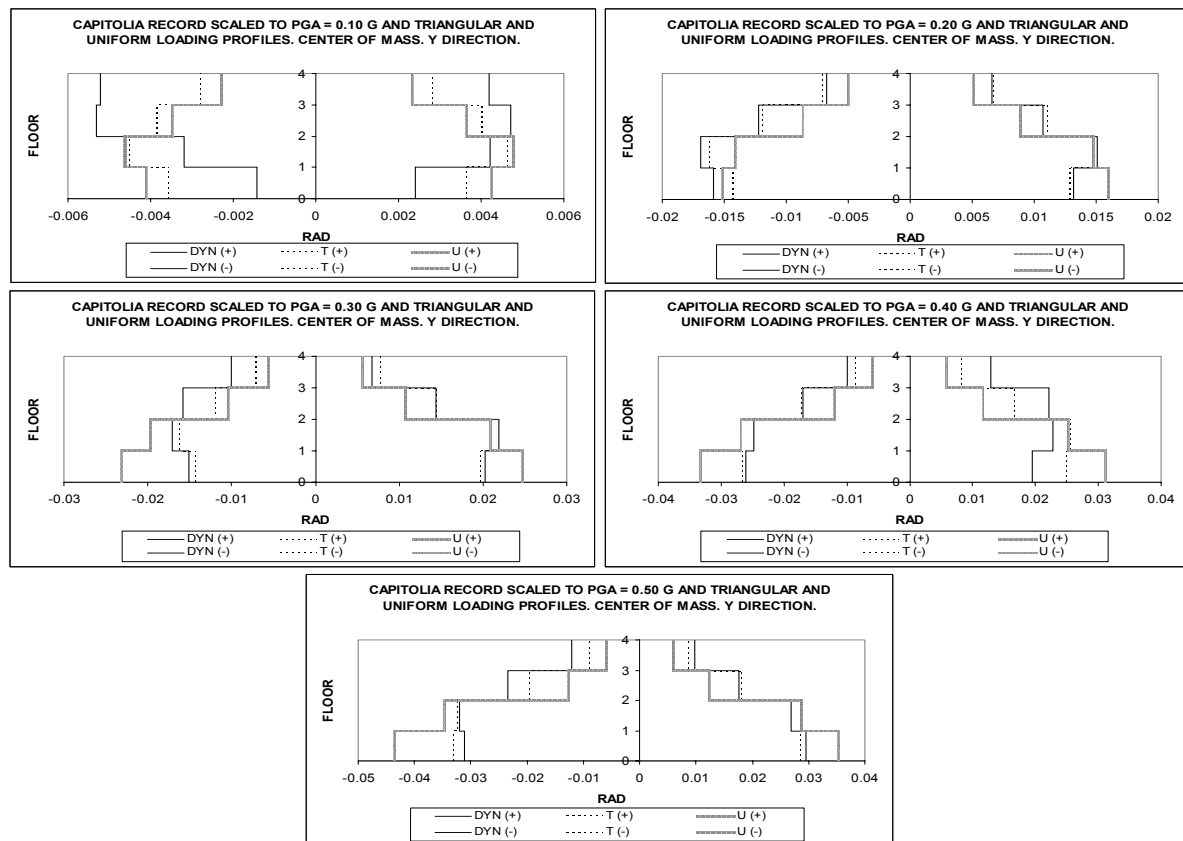 CAPITOLIA RECORD SCALED TO PGA = 0.10 G AND TRIANGULAR AND
UNIFORM LOADING PROFILES. CENTER OF MASS. Y DIRECTION.
FLOOR
4
3
2
1
0
-0.006 -0.004 -0.002 0 0.002 0.004 0.006
RAD
DYN (+) T (+) U (+)
DYN (-) T (-) U (-)
CAPITOLIA RECORD SCALED TO PGA = 0.20 G AND TRIANGULAR AND
UNIFORM LOADING PROFILES. CENTER OF MASS. Y DIRECTION.
FLOOR
4
3
2
1
0
-0.02 -0.015 -0.01 -0.005 0 0.005 0.01 0.015 0.02
RAD
DYN (+) T (+) U (+)
DYN (-) T (-) U (-)
CAPITOLIA RECORD SCALED TO PGA = 0.30 G AND TRIANGULAR AND
UNIFORM LOADING PROFILES. CENTER OF MASS. Y DIRECTION.
FLOOR
4
3
2
1
0
-0.03 -0.02 -0.01 0 0.01 0.02 0.03
RAD
DYN (+) T (+) U (+)
DYN (-) T (-) U (-)
CAPITOLIA RECORD SCALED TO PGA = 0.40 G AND TRIANGULAR AND
UNIFORM LOADING PROFILES. CENTER OF MASS. Y DIRECTION.
FLOOR
4
3
2
1
0
-0.04 -0.03 -0.02 -0.01 0 0.01 0.02 0.03 0.04
RAD
DYN (+) T (+) U (+)
DYN (-) T (-) U (-)
CAPITOLIA RECORD SCALED TO PGA = 0.50 G AND TRIANGULAR AND
UNIFORM LOADING PROFILES. CENTER OF MASS. Y DIRECTION.
FLOOR
4
3
2
1
0
-0.05 -0.04 -0.03 -0.02 -0.01 0 0.01 0.02 0.03 0.04
RAD
DYN (+) T (+) U (+)
DYN (-) T (-) U (-)